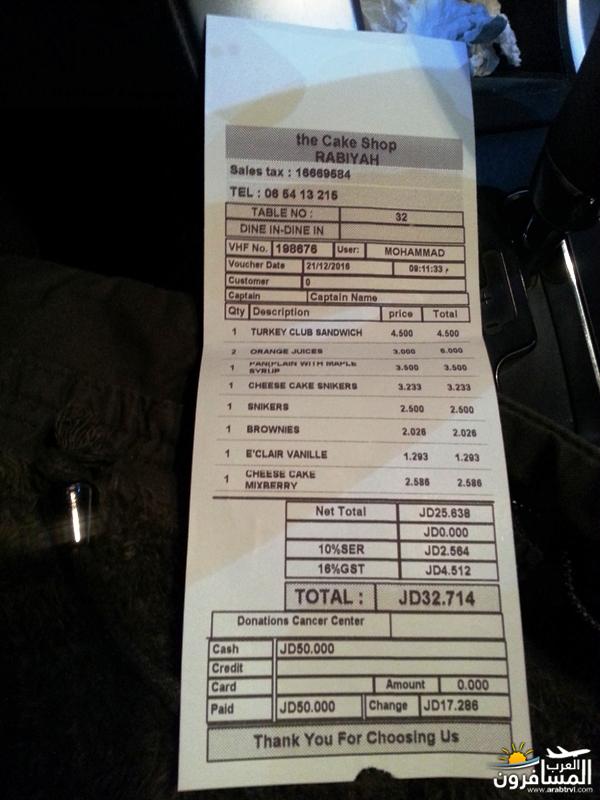 the Cake Shop
RABIYAH
Sales tax : 16669584
TEL : 06 54 13 215
TABLE NO : 32
DINE IN-DINE IN
VHF No. 198676 User: MOHAMMAD
Voucher Date 21/12/2016 09:11:33 م
Customer 0
Captain Captain Name
Qty Description price Total
1 TURKEY CLUB SANDWICH 4.500 4.500
2 ORANGE JUICES 3.000 6.000
1 PAN(PLAIN WITH MAPLE SYRUP 3.500 3.500
1 CHEESE CAKE SNIKERS 3.233 3.233
1 SNIKERS 2.500 2.500
1 BROWNIES 2.026 2.026
1 E'CLAIR VANILLE 1.293 1.293
1 CHEESE CAKE MIXBERRY 2.586 2.586
Net Total JD25.638
JD0.000
10%SER JD2.564
16%GST JD4.512
TOTAL : JD32.714
Donations Cancer Center
Cash JD50.000
Credit
Card Amount 0.000
Paid JD50.000 Change JD17.286
Thank You For Choosing Us
العرب
المسافرون
www.arabtrvl.com